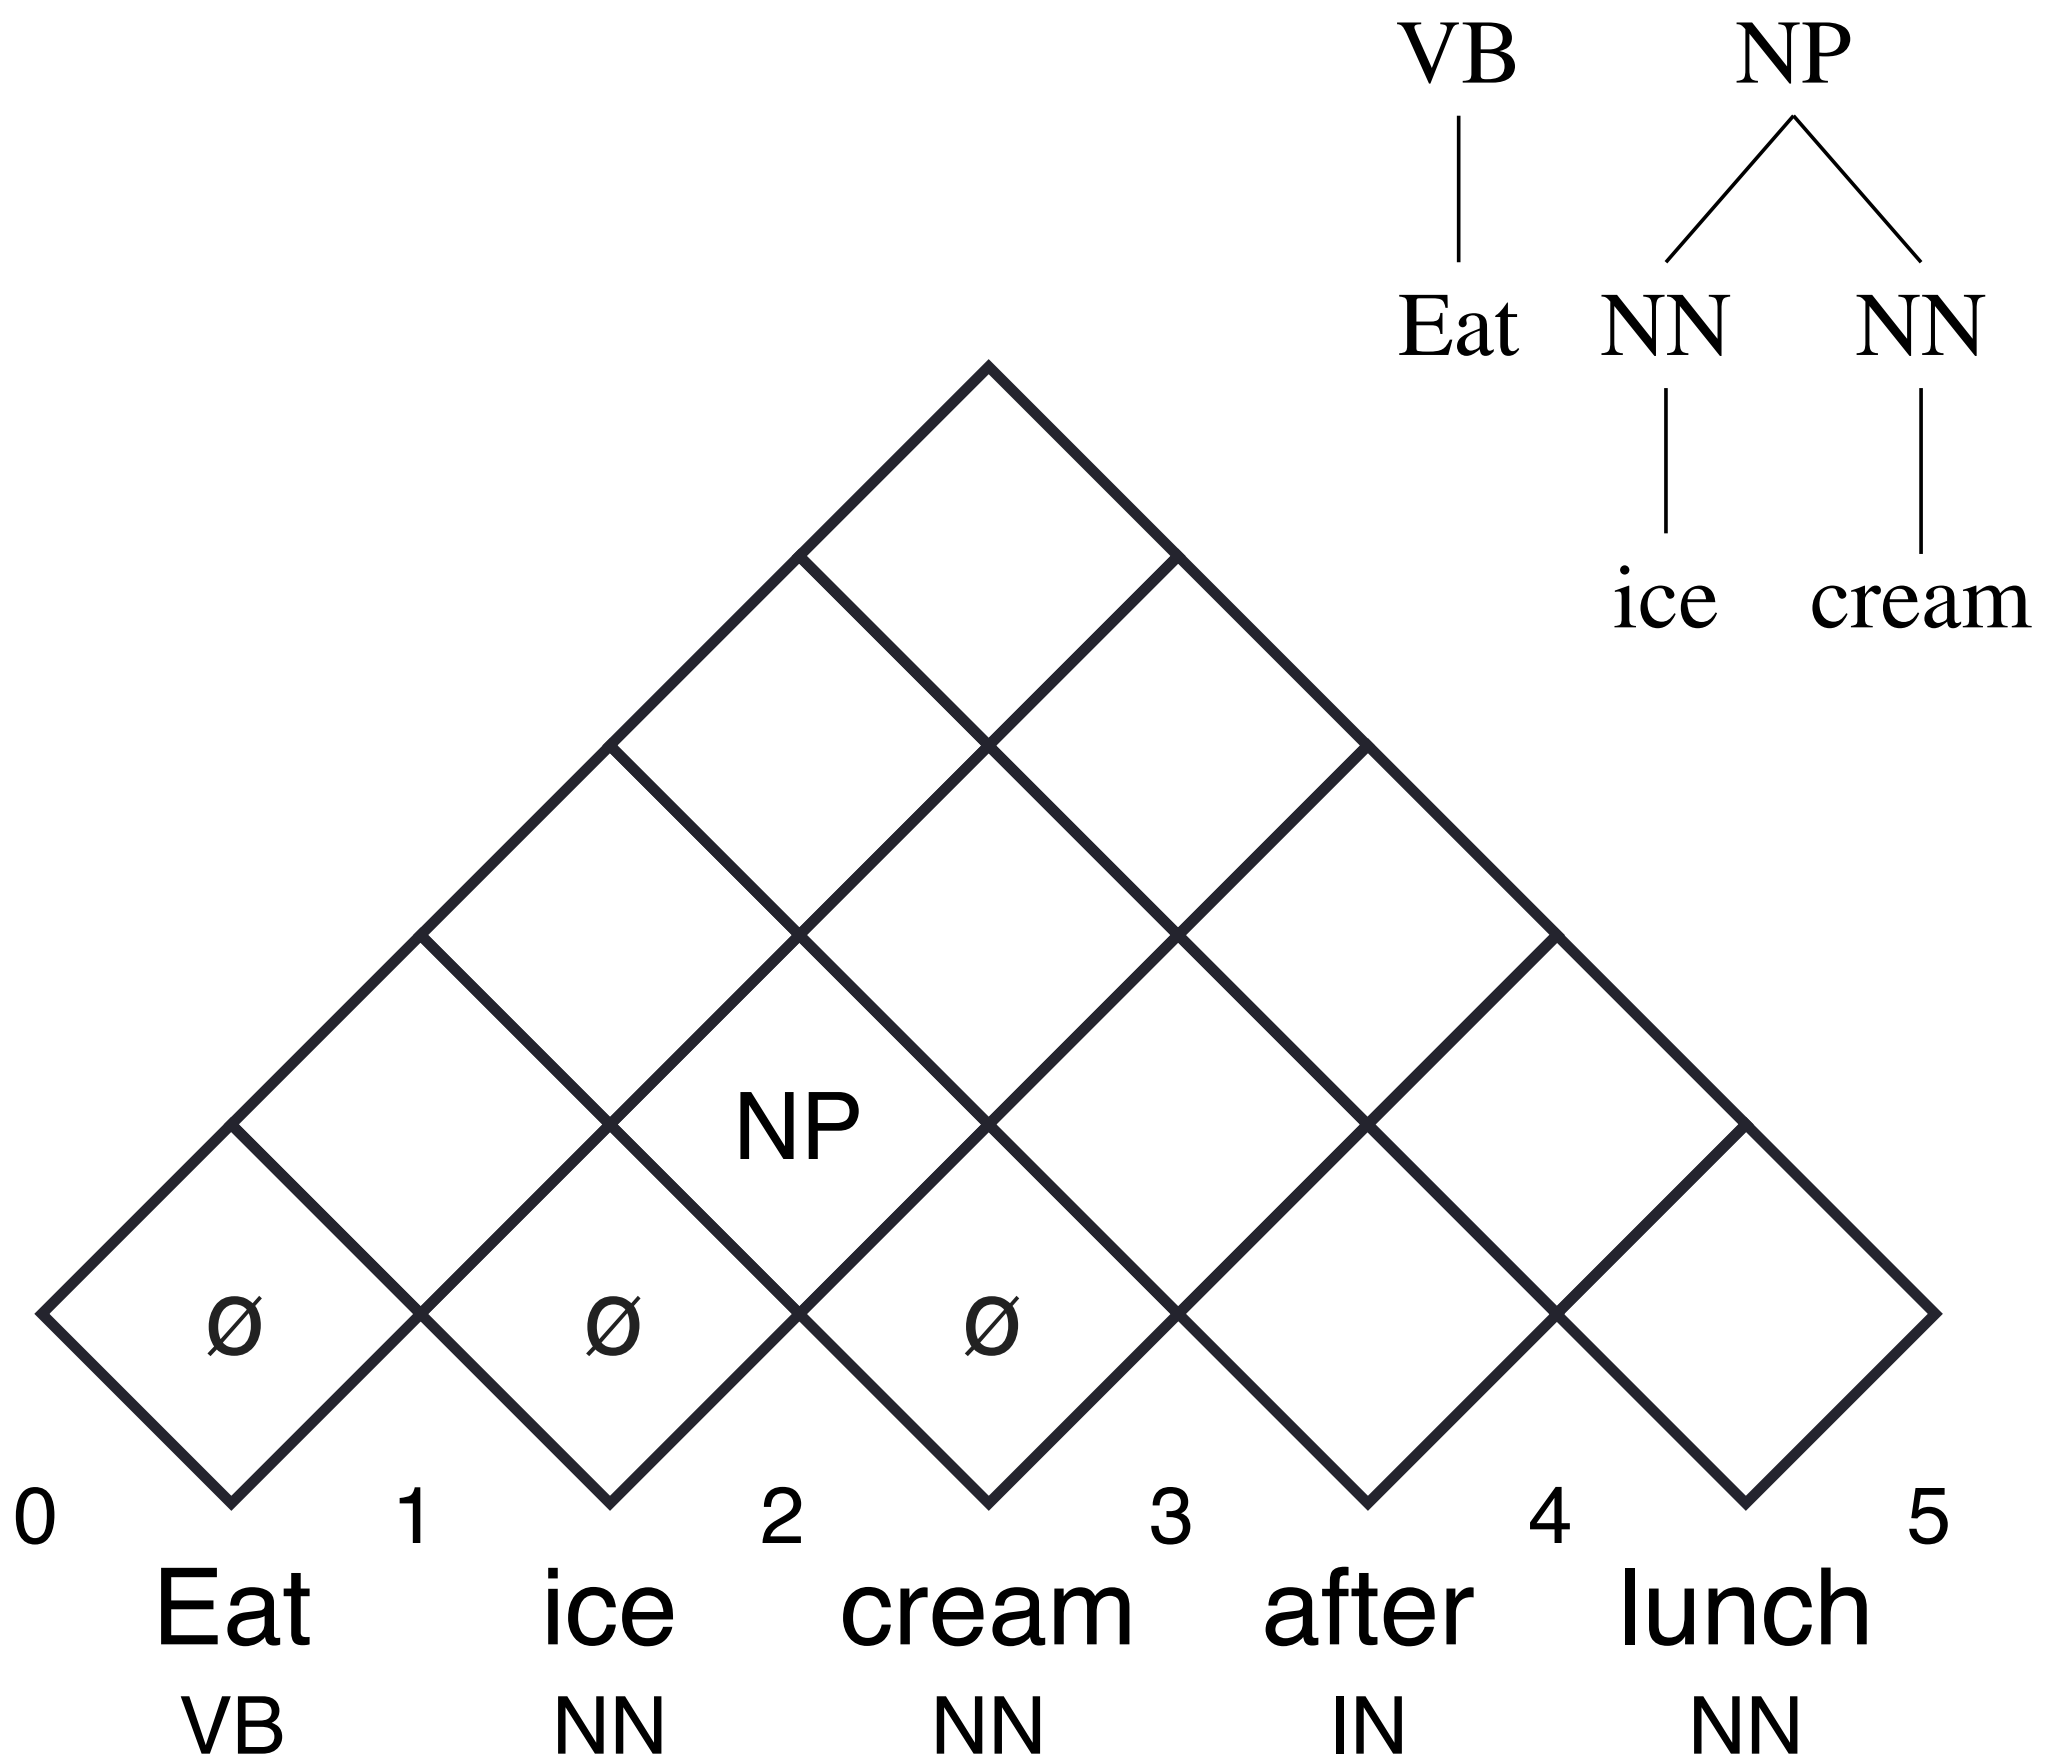 VB NP
Eat NN NN
ice cream
NP
Ø Ø Ø
0 1 2 3 4 5
Eat ice cream after lunch
VB NN NN IN NN